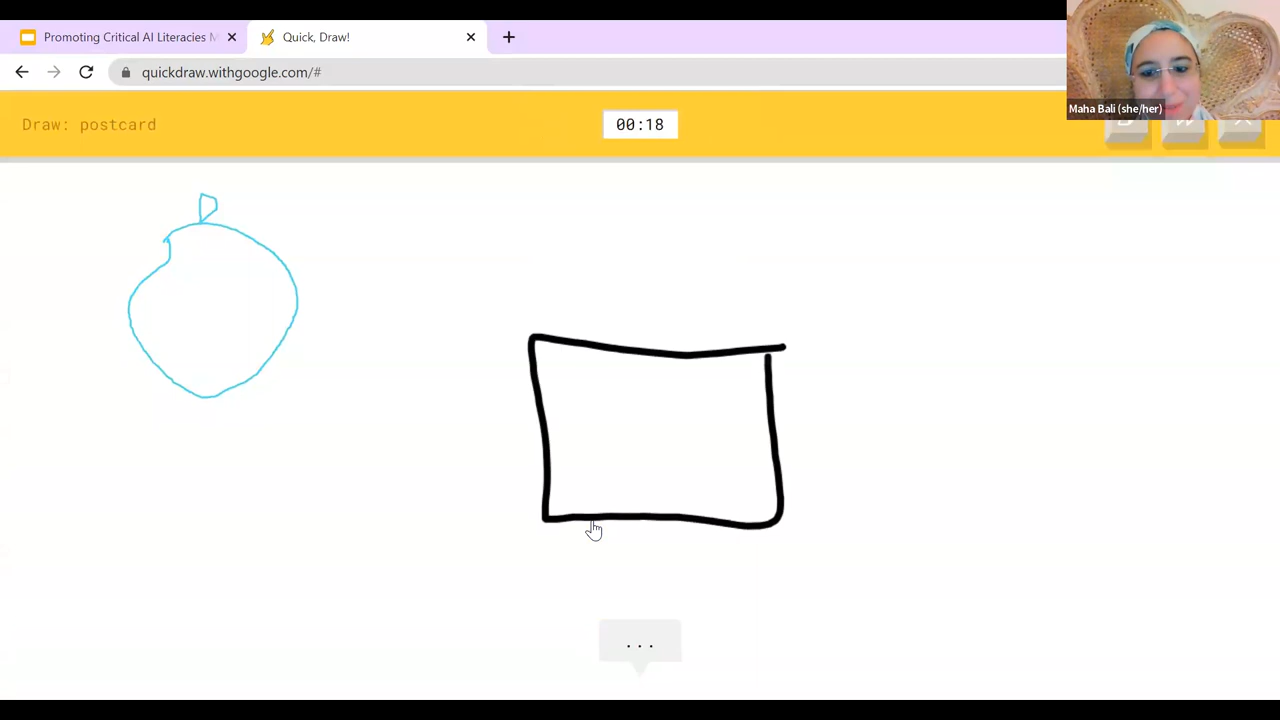 Promoting Critical AI Literacies M
Quick, Draw!
quickdraw.withgoogle.com/#
Maha Bali (she/her)
Draw: postcard
00:18
...